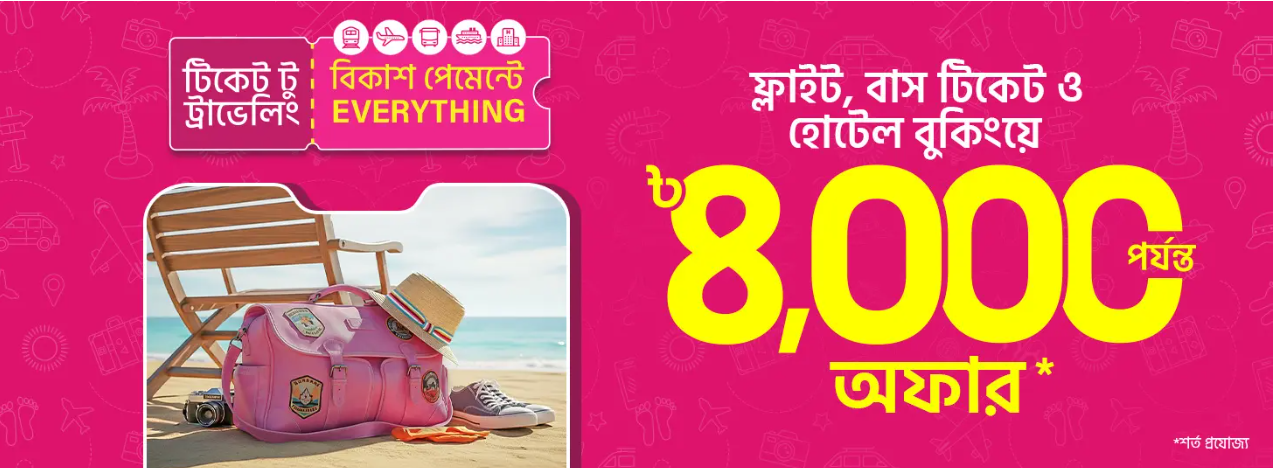 টিকেট টু
ট্রাভেলিং
বিকাশ পেমেন্টে
EVERYTHING
ফ্লাইট, বাস টিকেট ও
হোটেল বুকিংয়ে
৳ ৪,০০০
পর্যন্ত
অফার*
*শর্ত প্রযোজ্য